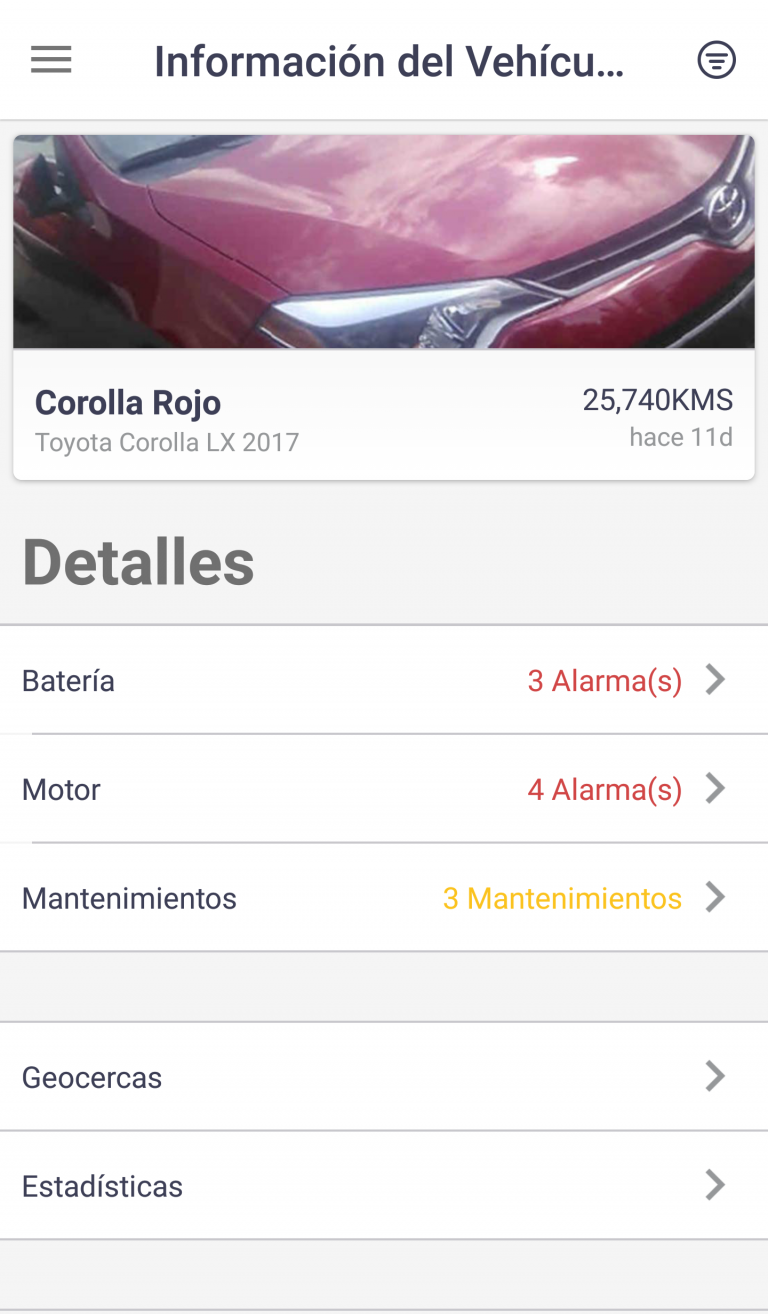 Información del Vehícu...
Corolla Rojo
25,740KMS
Toyota Corolla LX 2017
hace 11d
Detalles
Batería
3 Alarma(s)
Motor
4 Alarma(s)
Mantenimientos
3 Mantenimientos
Geocercas
Estadísticas